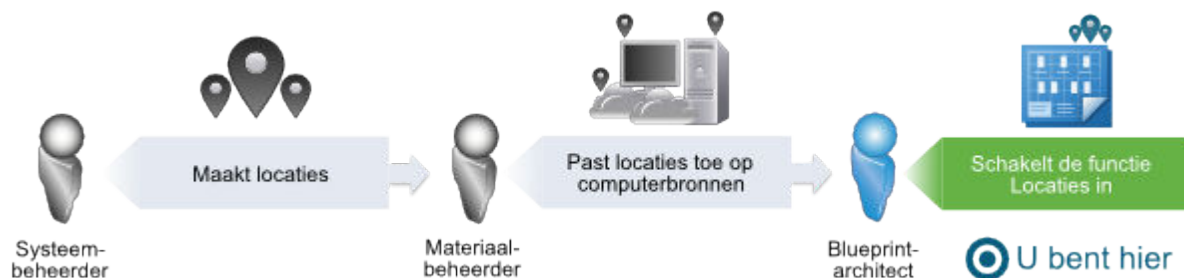 Maakt locaties
Past locaties toe op
computerbronnen
Schakelt de functie
Locaties in
Systeem-
beheerder
Materiaal-
beheerder
Blueprint-
architect
U bent hier